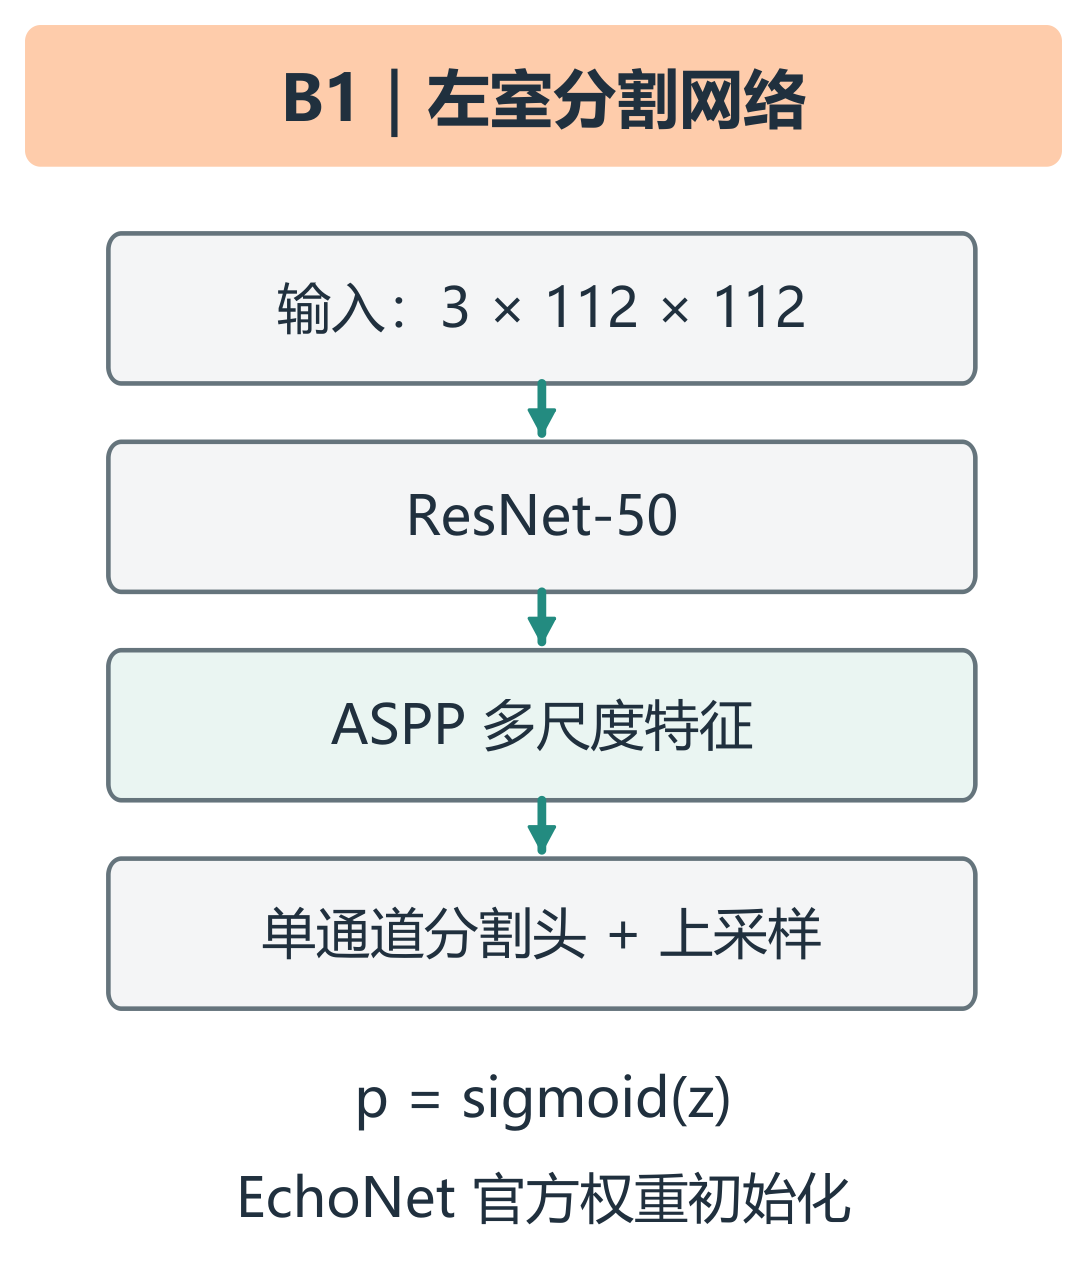 B1 | 左室分割网络
输入：3 × 112 × 112
ResNet-50
ASPP 多尺度特征
单通道分割头 + 上采样
p = sigmoid(z)
EchoNet 官方权重初始化